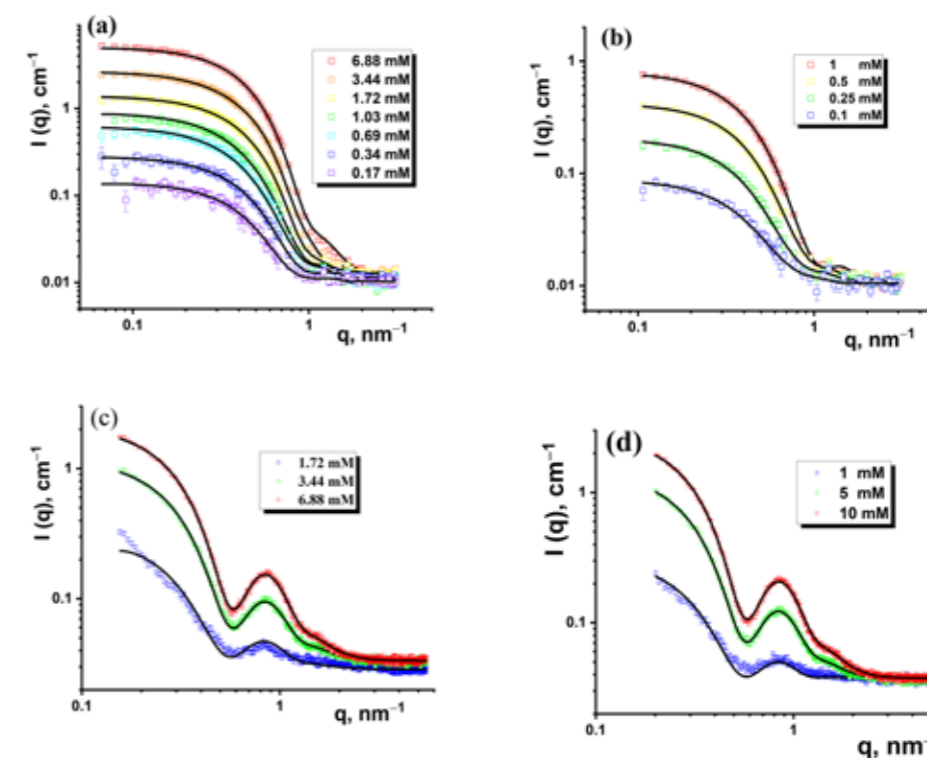 (a)
I (q), cm⁻¹
1
0.1
0.01
0.1
1
q, nm⁻¹
6.88 mM
3.44 mM
1.72 mM
1.03 mM
0.69 mM
0.34 mM
0.17 mM
(b)
I (q), cm⁻¹
1
0.1
0.01
0.1
1
q, nm⁻¹
1 mM
0.5 mM
0.25 mM
0.1 mM
(c)
I (q), cm⁻¹
1
0.1
0.1
1
q, nm⁻¹
1.72 mM
3.44 mM
6.88 mM
(d)
I (q), cm⁻¹
1
0.1
0.1
1
q, nm⁻
1 mM
5 mM
10 mM